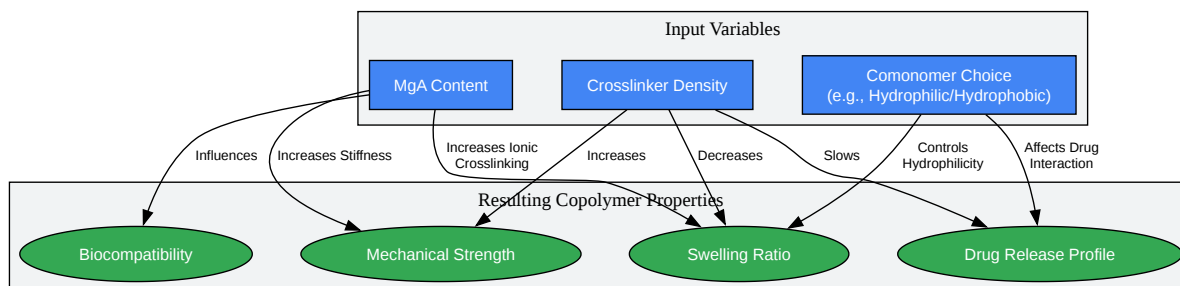 Input Variables
MgA Content
Crosslinker Density
Comonomer Choice
(e.g., Hydrophilic/Hydrophobic)
Influences
Increases Stiffness
Increases Ionic
Crosslinking
Increases
Decreases
Slows
Controls
Hydrophilicity
Affects Drug
Interaction
Resulting Copolymer Properties
Biocompatibility
Mechanical Strength
Swelling Ratio
Drug Release Profile